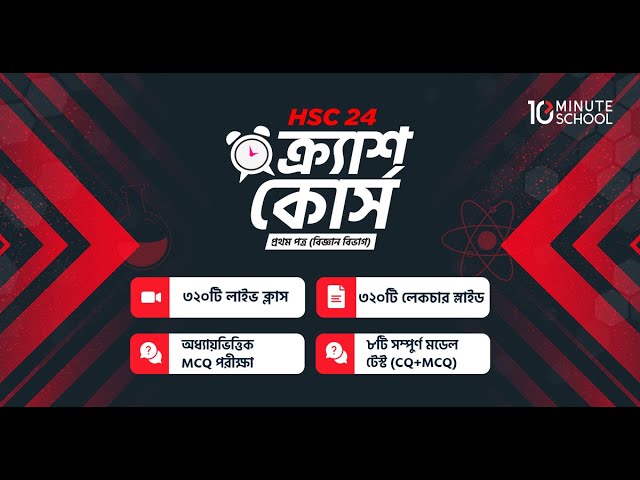 HSC 24
ক্র্যাশ
কোর্স
প্রথম পত্র (বিজ্ঞান বিভাগ)
10 MINUTE
SCHOOL
৩২০টি লাইভ ক্লাস
৩২০টি লেকচার স্লাইড
অধ্যায়ভিত্তিক
MCQ পরীক্ষা
৮টি সম্পুর্ণ মডেল
টেস্ট (CQ+MCQ)